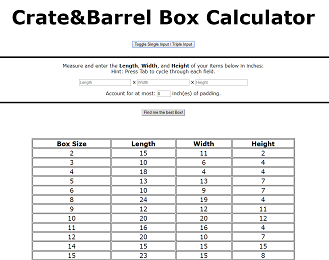 Crate&Barrel Box Calculator
Toggle Single Input | Triple Input
Measure and enter the Length, Width, and Height of your items below in inches:
Hint: Press Tab to cycle through each field.
Length x Width x Height
Account for at most: 0 inch(es) of padding.
Find me the best Box!
Box Size Length Width Height
2 15 11 2
3 10 6 4
4 18 4 4
5 13 13 7
6 10 9 7
8 24 19 4
9 12 12 11
10 20 20 12
11 16 16 4
12 20 10 7
14 15 15 15
15 23 15 8